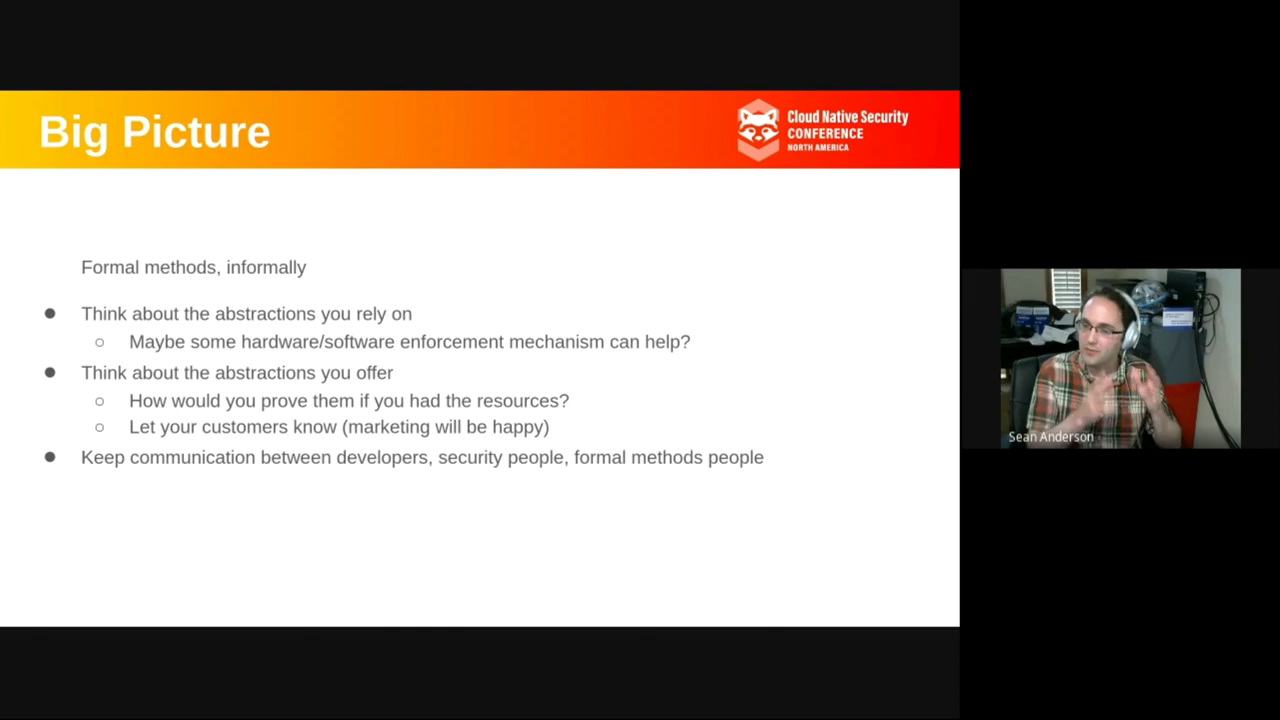 Big Picture
Cloud Native Security
CONFERENCE
NORTH AMERICA
Formal methods, informally
● Think about the abstractions you rely on
○ Maybe some hardware/software enforcement mechanism can help?
● Think about the abstractions you offer
○ How would you prove them if you had the resources?
○ Let your customers know (marketing will be happy)
● Keep communication between developers, security people, formal methods people
Sean Anderson